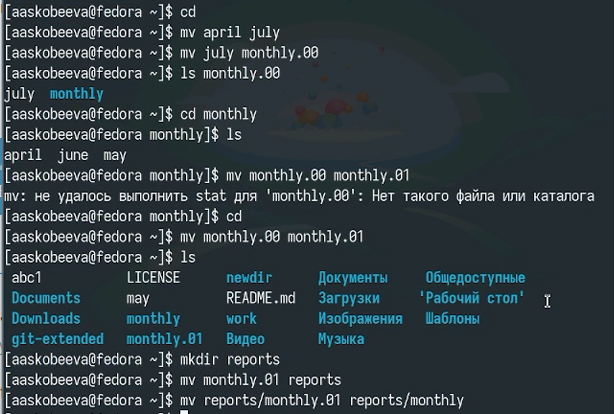 [aaskobeeva@fedora ~]$ cd
[aaskobeeva@fedora ~]$ mv april july
[aaskobeeva@fedora ~]$ mv july monthly.00
[aaskobeeva@fedora ~]$ ls monthly.00
july  monthly
[aaskobeeva@fedora ~]$ cd monthly
[aaskobeeva@fedora monthly]$ ls
april  june  may
[aaskobeeva@fedora monthly]$ mv monthly.00 monthly.01
mv: не удалось выполнить stat для 'monthly.00': Нет такого файла или каталога
[aaskobeeva@fedora monthly]$ cd
[aaskobeeva@fedora ~]$ mv monthly.00 monthly.01
[aaskobeeva@fedora ~]$ ls
abc1  LICENSE  newdir  Документы  Общедоступные
Documents  may  README.md  Загрузки  'Рабочий стол'
Downloads  monthly  work  Изображения  Шаблоны
git-extended  monthly.01  Видео  Музыка
[aaskobeeva@fedora ~]$ mkdir reports
[aaskobeeva@fedora ~]$ mv monthly.01 reports
[aaskobeeva@fedora ~]$ mv reports/monthly.01 reports/monthly